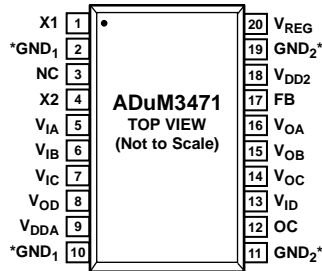 X1 1
*GND1 2
NC 3
X2 4
VIA 5
VIB 6
VIC 7
VOD 8
VDDA 9
*GND1 10
ADuM3471
TOP VIEW
(Not to Scale)
20 VREG
19 GND2*
18 VDD2
17 FB
16 VOA
15 VOB
14 VOC
13 VID
12 OC
11 GND2*